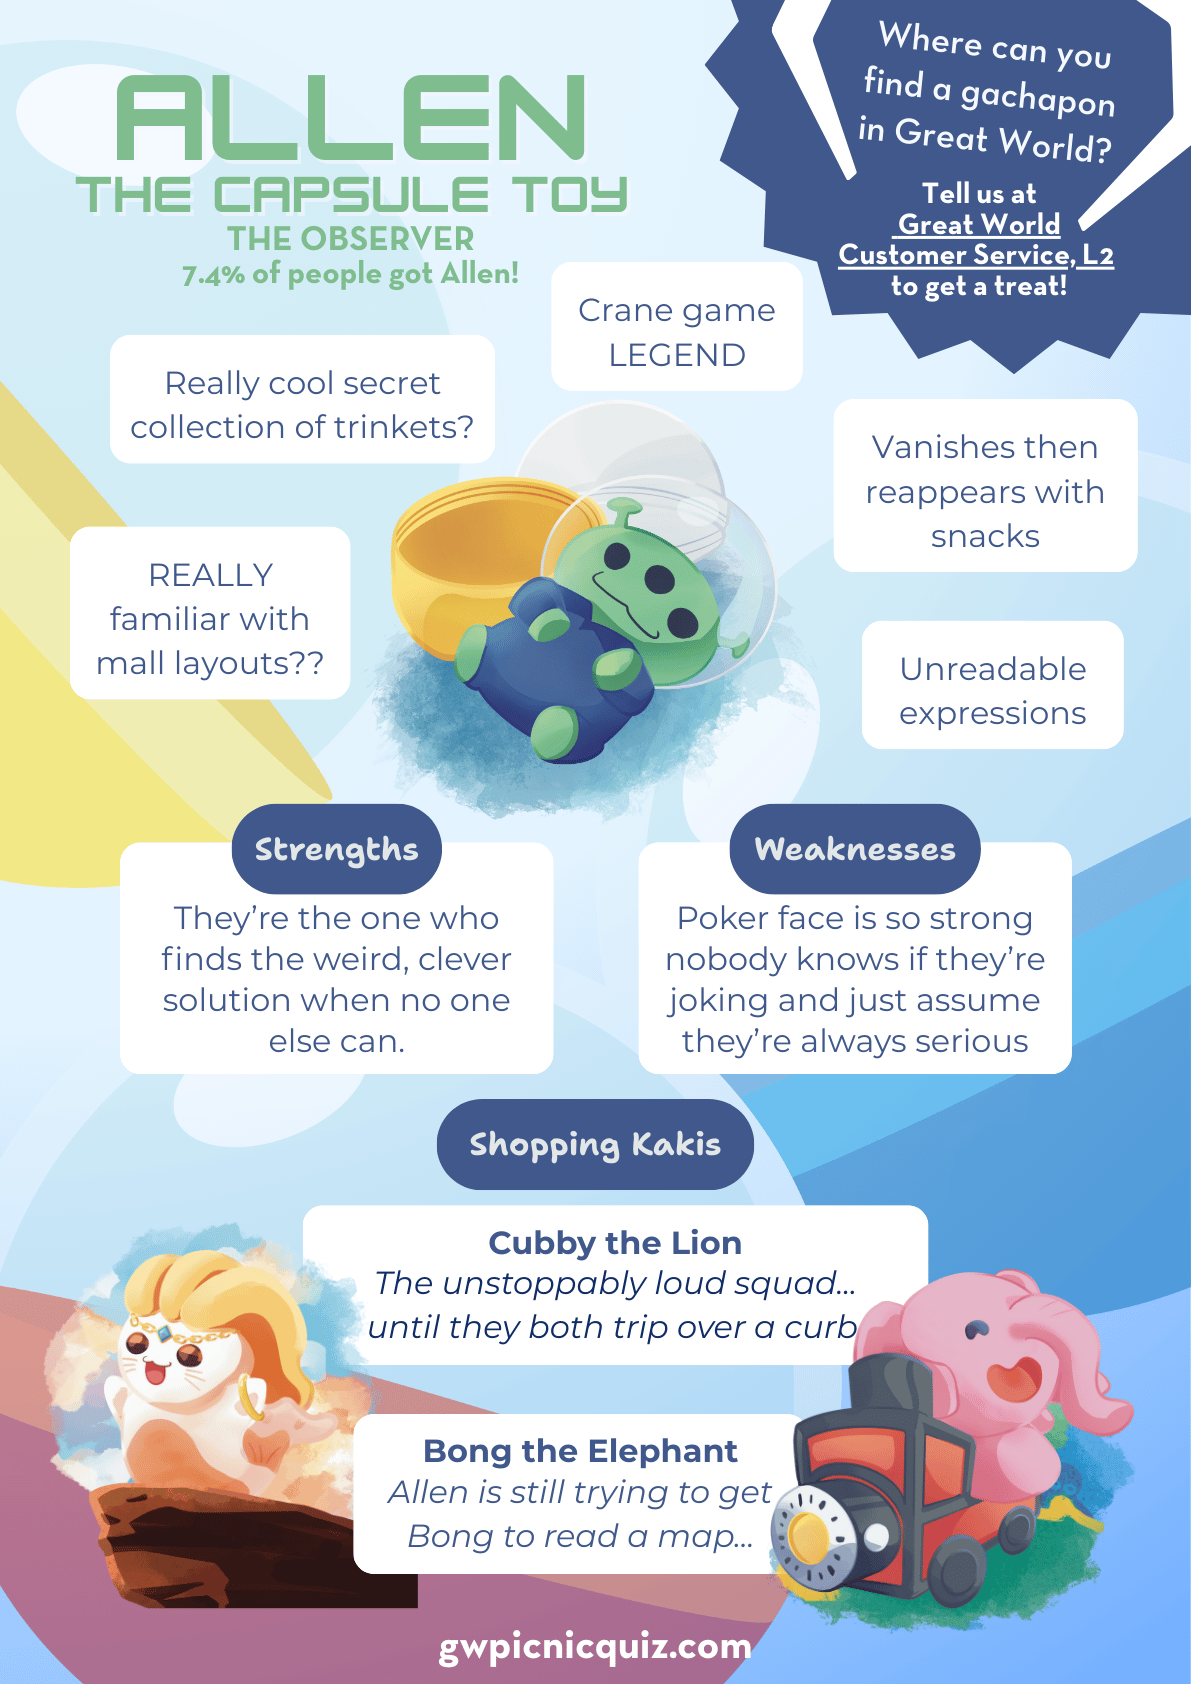 ALLEN
THE CAPSULE TOY
THE OBSERVER
7.4% of people got Allen!
Where can you
find a gachapon
in Great World?
Tell us at
Great World
Customer Service, L2
to get a treat!
Crane game
LEGEND
Really cool secret
collection of trinkets?
Vanishes then
reappears with
snacks
REALLY
familiar with
mall layouts??
Unreadable
expressions
Strengths
They're the one who
finds the weird, clever
solution when no one
else can.
Weaknesses
Poker face is so strong
nobody knows if they're
joking and just assume
they're always serious
Shopping Kakis
Cubby the Lion
The unstoppably loud squad...
until they both trip over a curb
Bong the Elephant
Allen is still trying to get
Bong to read a map...
gwpicnicquiz.com